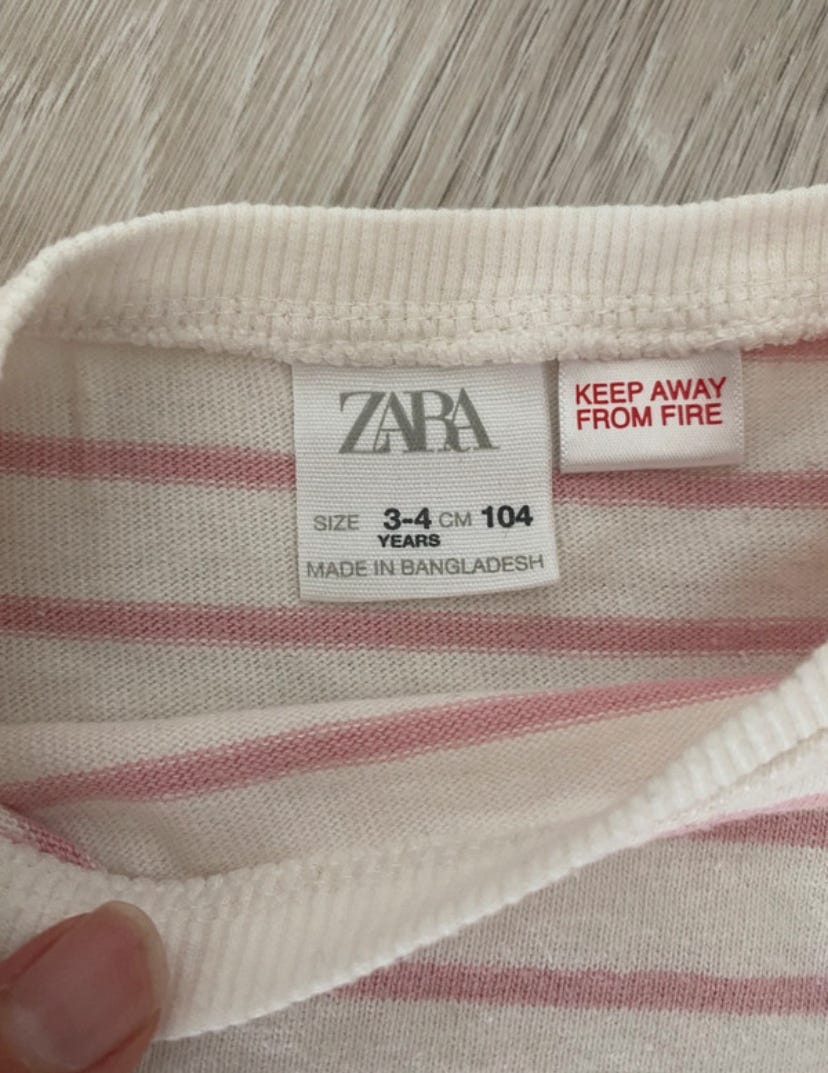 ZARA
SIZE 3-4 CM 104
YEARS
MADE IN BANGLADESH
KEEP AWAY
FROM FIRE